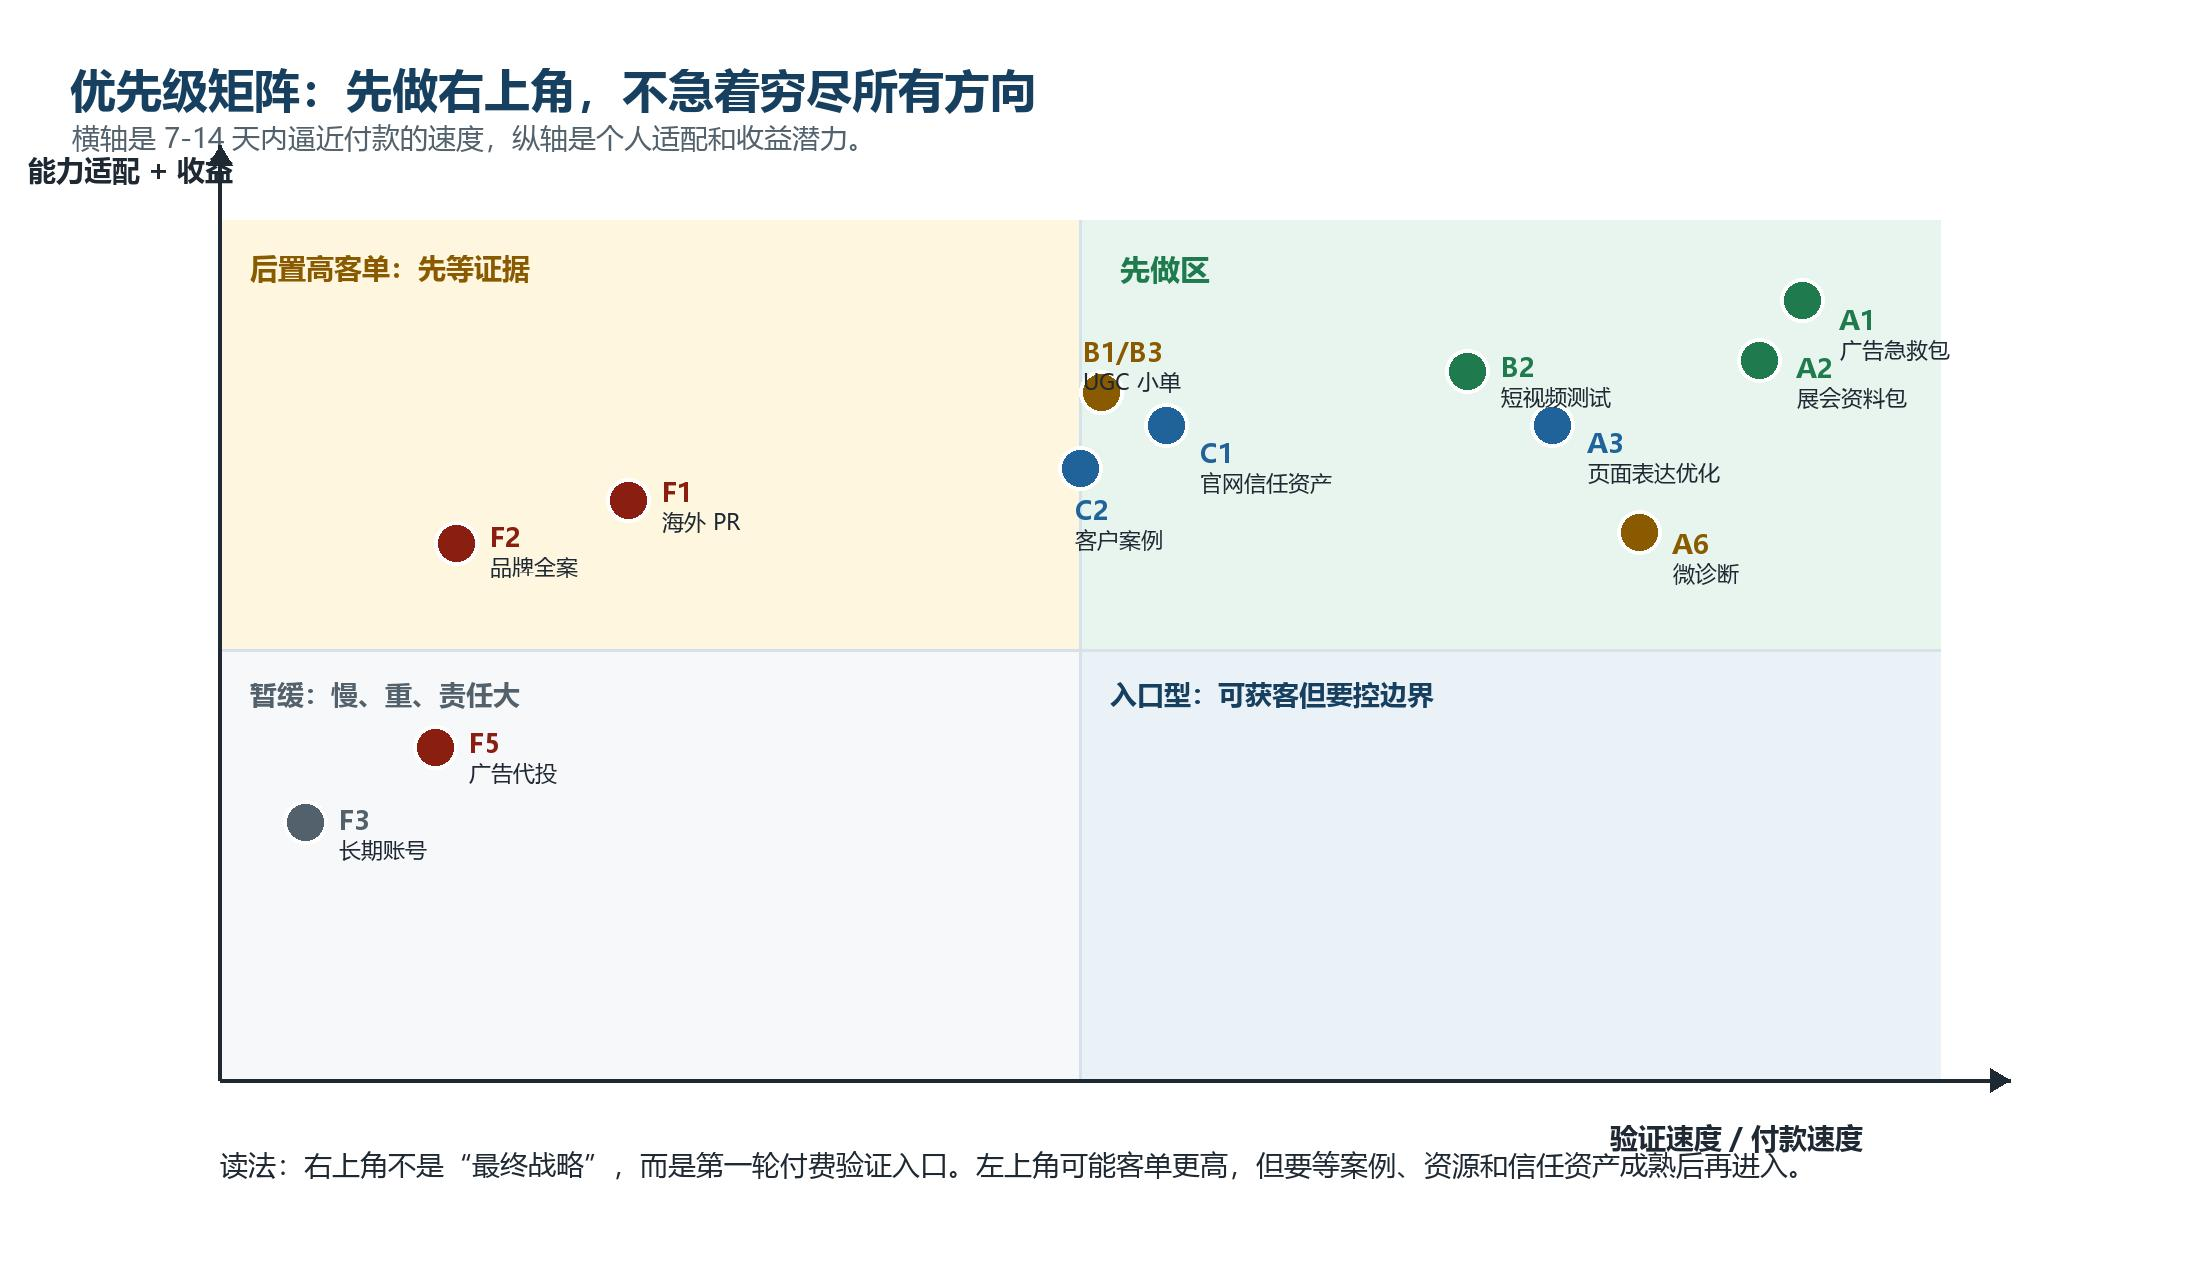 优先级矩阵：先做右上角，不急着穷尽所有方向
横轴是 7-14 天内逼近付款的速度，纵轴是个人适配和收益潜力。
能力适配 + 收益
后置高客单：先等证据
先做区
A1
广告急救包
B1/B3
UGC 小单
B2
短视频测试
A2
展会资料包
C1
官网信任资产
A3
页面表达优化
F1
海外 PR
C2
客户案例
F2
品牌全案
A6
微诊断
暂缓：慢、重、责任大
入口型：可获客但要控边界
F5
广告代投
F3
长期账号
验证速度 / 付款速度
读法：右上角不是“最终战略”，而是第一轮付费验证入口。左上角可能客单更高，但要等案例、资源和信任资产成熟后再进入。